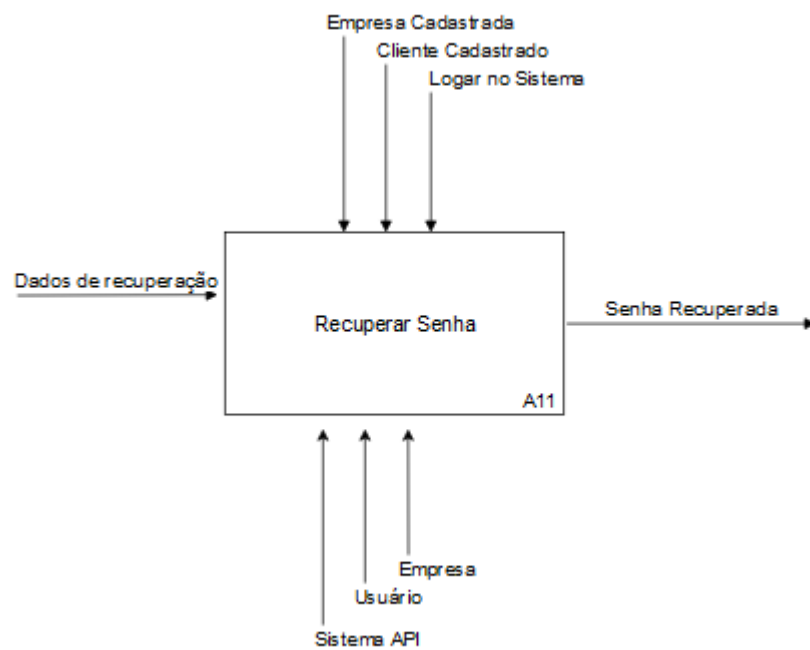 Empresa Cadastrada
Cliente Cadastrado
Logar no Sistema
Dados de recuperação
Recuperar Senha
Senha Recuperada
A11
Empresa
Usuário
Sistema API